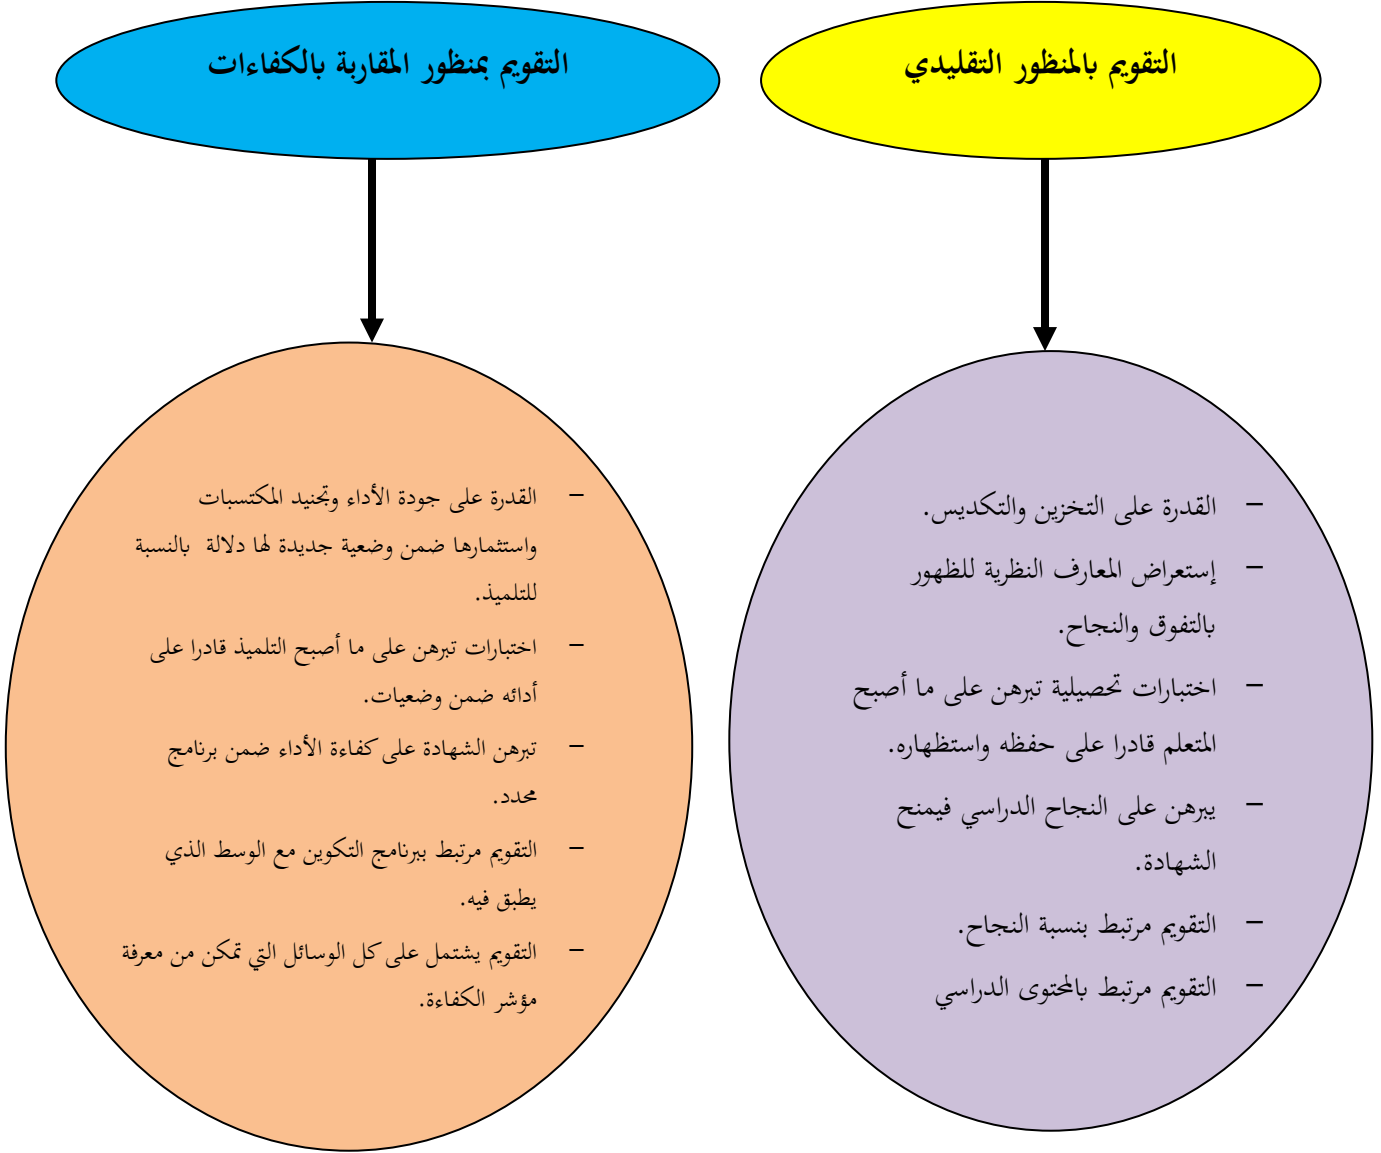 التقويم بالمنظور التقليدي
التقويم بمنظور المقاربة بالكفاءات
– القدرة على التخزين والتكديس.
– إستعراض المعارف النظرية للظهور
بالتفوق والنجاح.
– اختبارات تحصيلية تبرهن على ما أصبح
المتعلم قادرا على حفظه واستظهاره.
– يبرهن على النجاح الدراسي فيمنح
الشهادة.
– التقويم مرتبط بنسبة النجاح.
– التقويم مرتبط بالمحتوى الدراسي
– القدرة على جودة الأداء وتجنيد المكتسبات
واستثمارها ضمن وضعية جديدة لها دلالة بالنسبة
للتلميذ.
– اختبارات تبرهن على ما أصبح التلميذ قادرا على
أدائه ضمن وضعيات.
– تبرهن الشهادة على كفاءة الأداء ضمن برنامج
محدد.
– التقويم مرتبط ببرنامج التكوين مع الوسط الذي
يطبق فيه.
– التقويم يشتمل على كل الوسائل التي تمكن من معرفة
مؤشر الكفاءة.